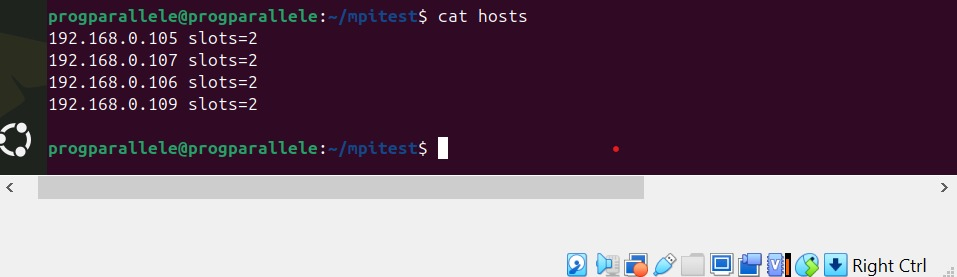 progparallele@progparallele:~/mpitest$ cat hosts
192.168.0.105 slots=2
192.168.0.107 slots=2
192.168.0.106 slots=2
192.168.0.109 slots=2
progparallele@progparallele:~/mpitest$
Right Ctrl